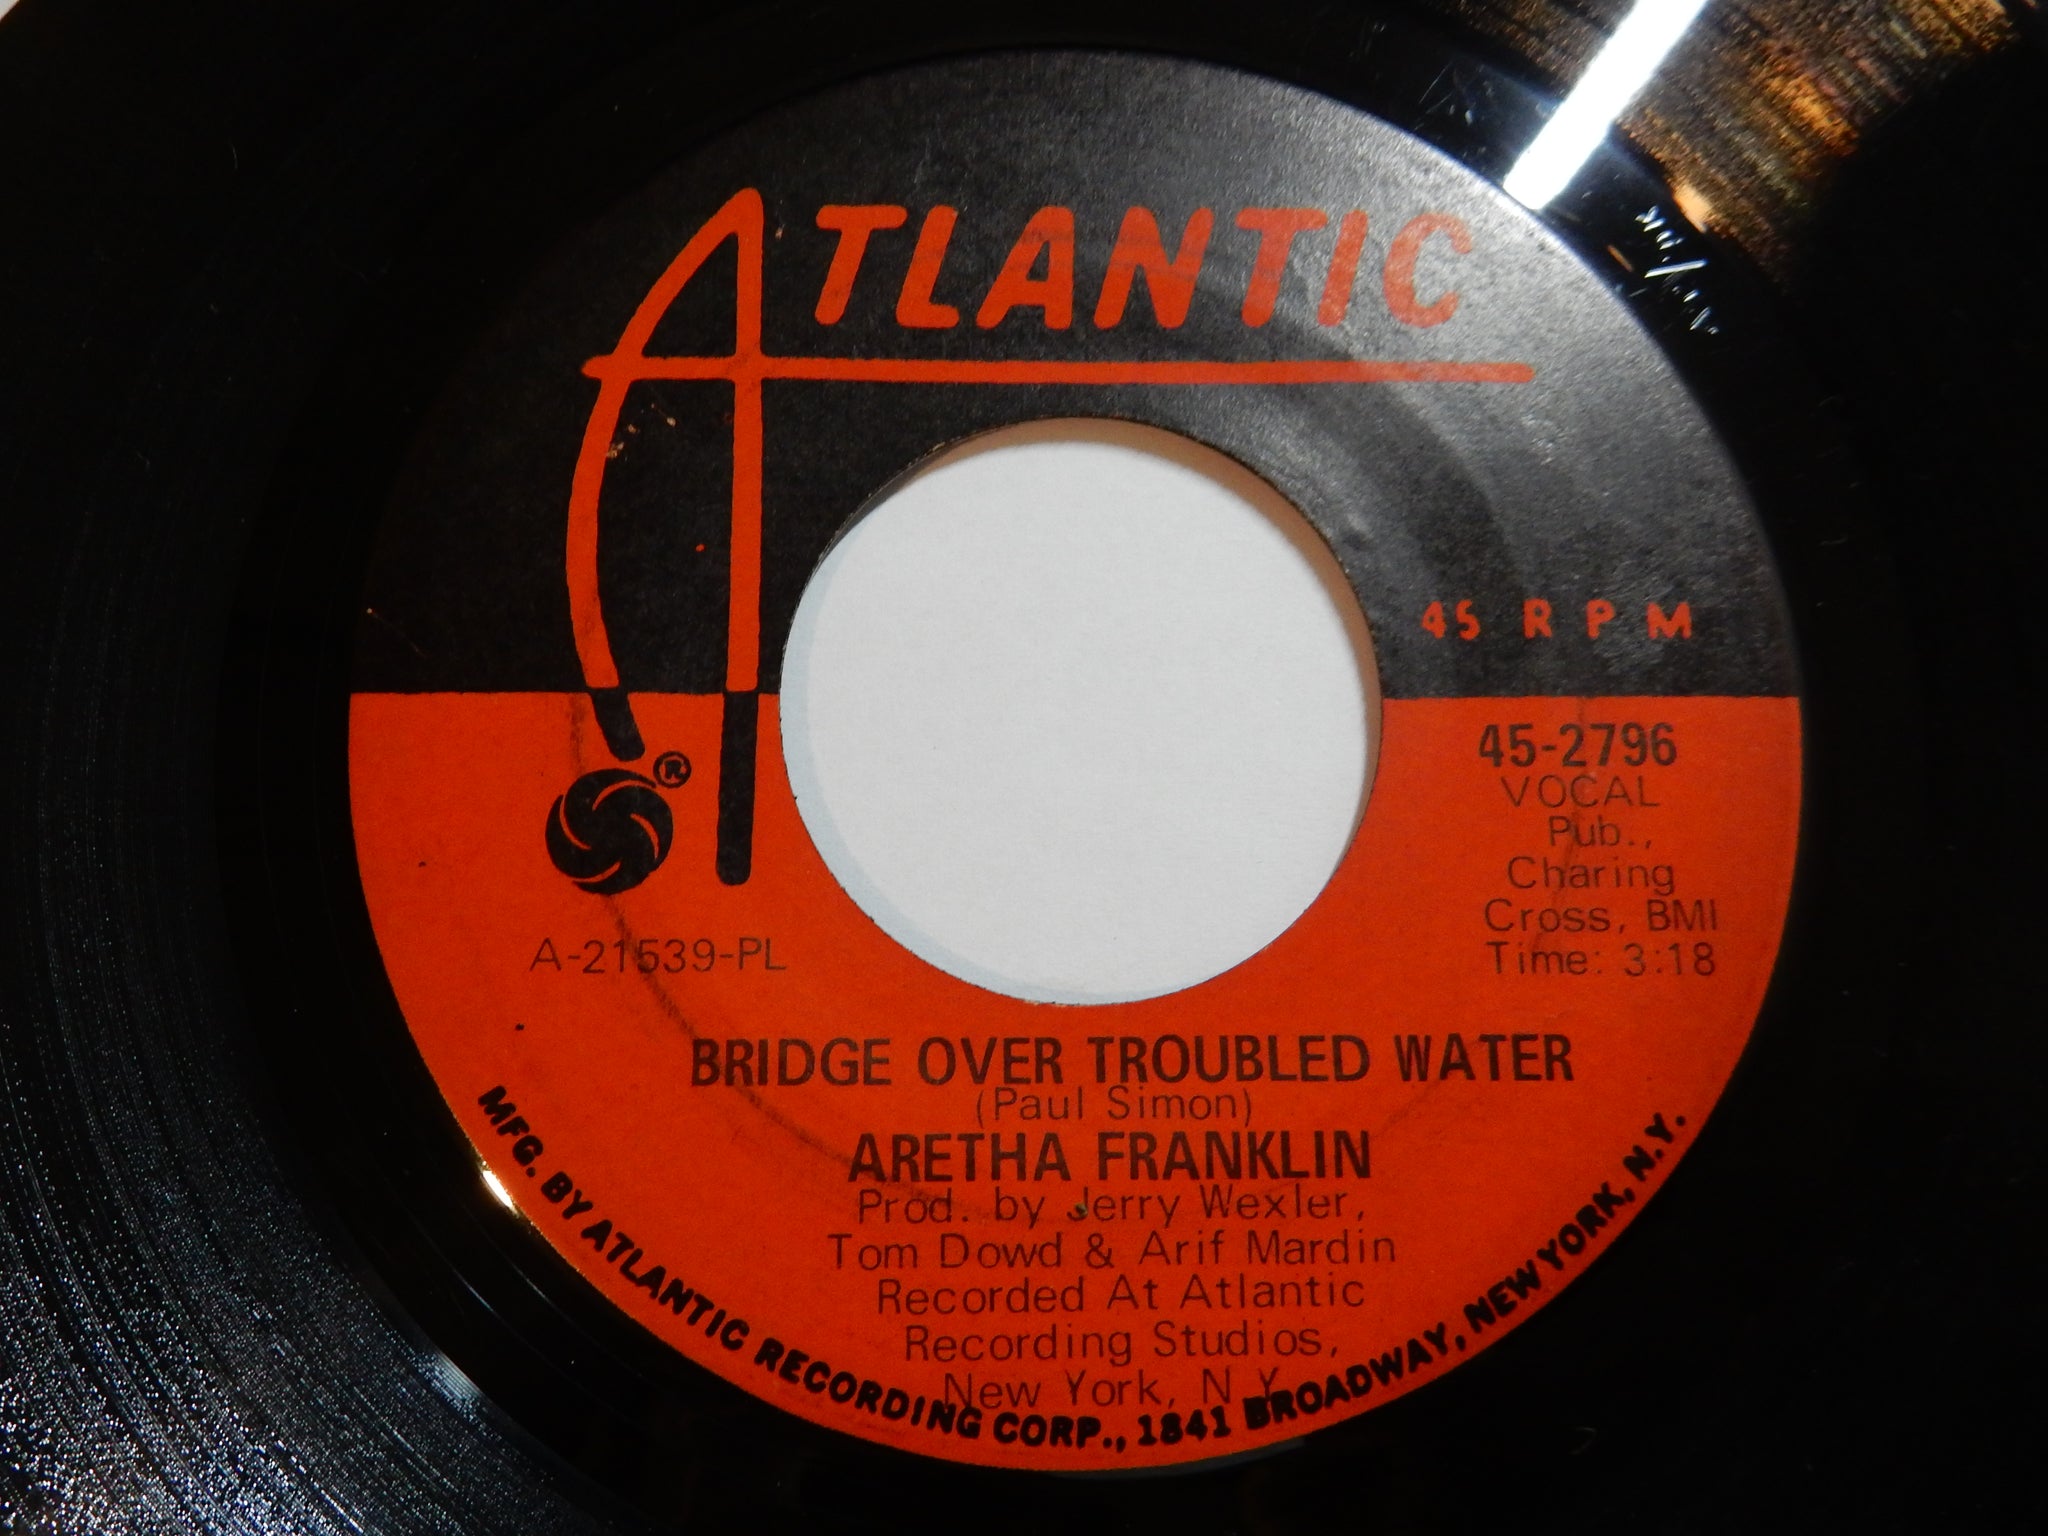 ATLANTIC
45 RPM
45-2796
VOCAL
Pub.,
Charing
Cross, BMI
Time: 3:18
®
A-21539-PL
BRIDGE OVER TROUBLED WATER
(Paul Simon)
ARETHA FRANKLIN
Prod. by Jerry Wexler,
Tom Dowd & Arif Mardin
Recorded At Atlantic
Recording Studios,
New York, N Y
MFG. BY ATLANTIC RECORDING CORP., 1841 BROADWAY, NEW YORK, N.Y.